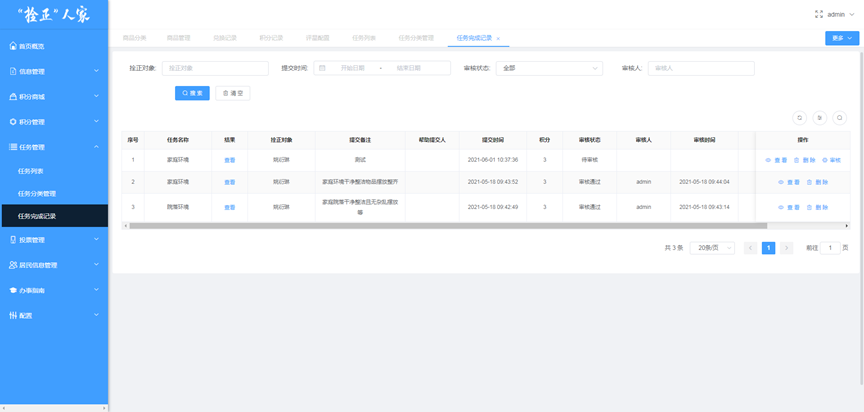 “拴正”人家
admin
首页概览
信息管理
积分商城
积分管理
任务管理
任务列表
任务分类管理
任务完成记录
投票管理
居民信息管理
办事指南
配置
商品分类
商品管理
兑换记录
积分记录
评星配置
任务列表
任务分类管理
任务完成记录 ×
更多
拴正对象: 拴正对象
提交时间: 开始日期 - 结束日期
审核状态: 全部
审核人: 审核人
搜 索
清 空
序号 任务名称 结果 拴正对象 提交备注 帮助提交人 提交时间 积分 审核状态 审核人 审核时间 操作
1 家庭环境 查看 测试 2021-06-01 10:37:36 3 待审核 查 看 删 除 审核
2 家庭环境 查看 家庭环境干净整洁物品摆放整齐 2021-05-18 09:43:52 3 审核通过 admin 2021-05-18 09:44:04 查 看 删 除
3 院落环境 查看 家庭院落干净整洁且无杂乱摆放 2021-05-18 09:42:49 3 审核通过 admin 2021-05-18 09:43:14 查 看 删 除
共 3 条 20条/页 1 前往 1 页